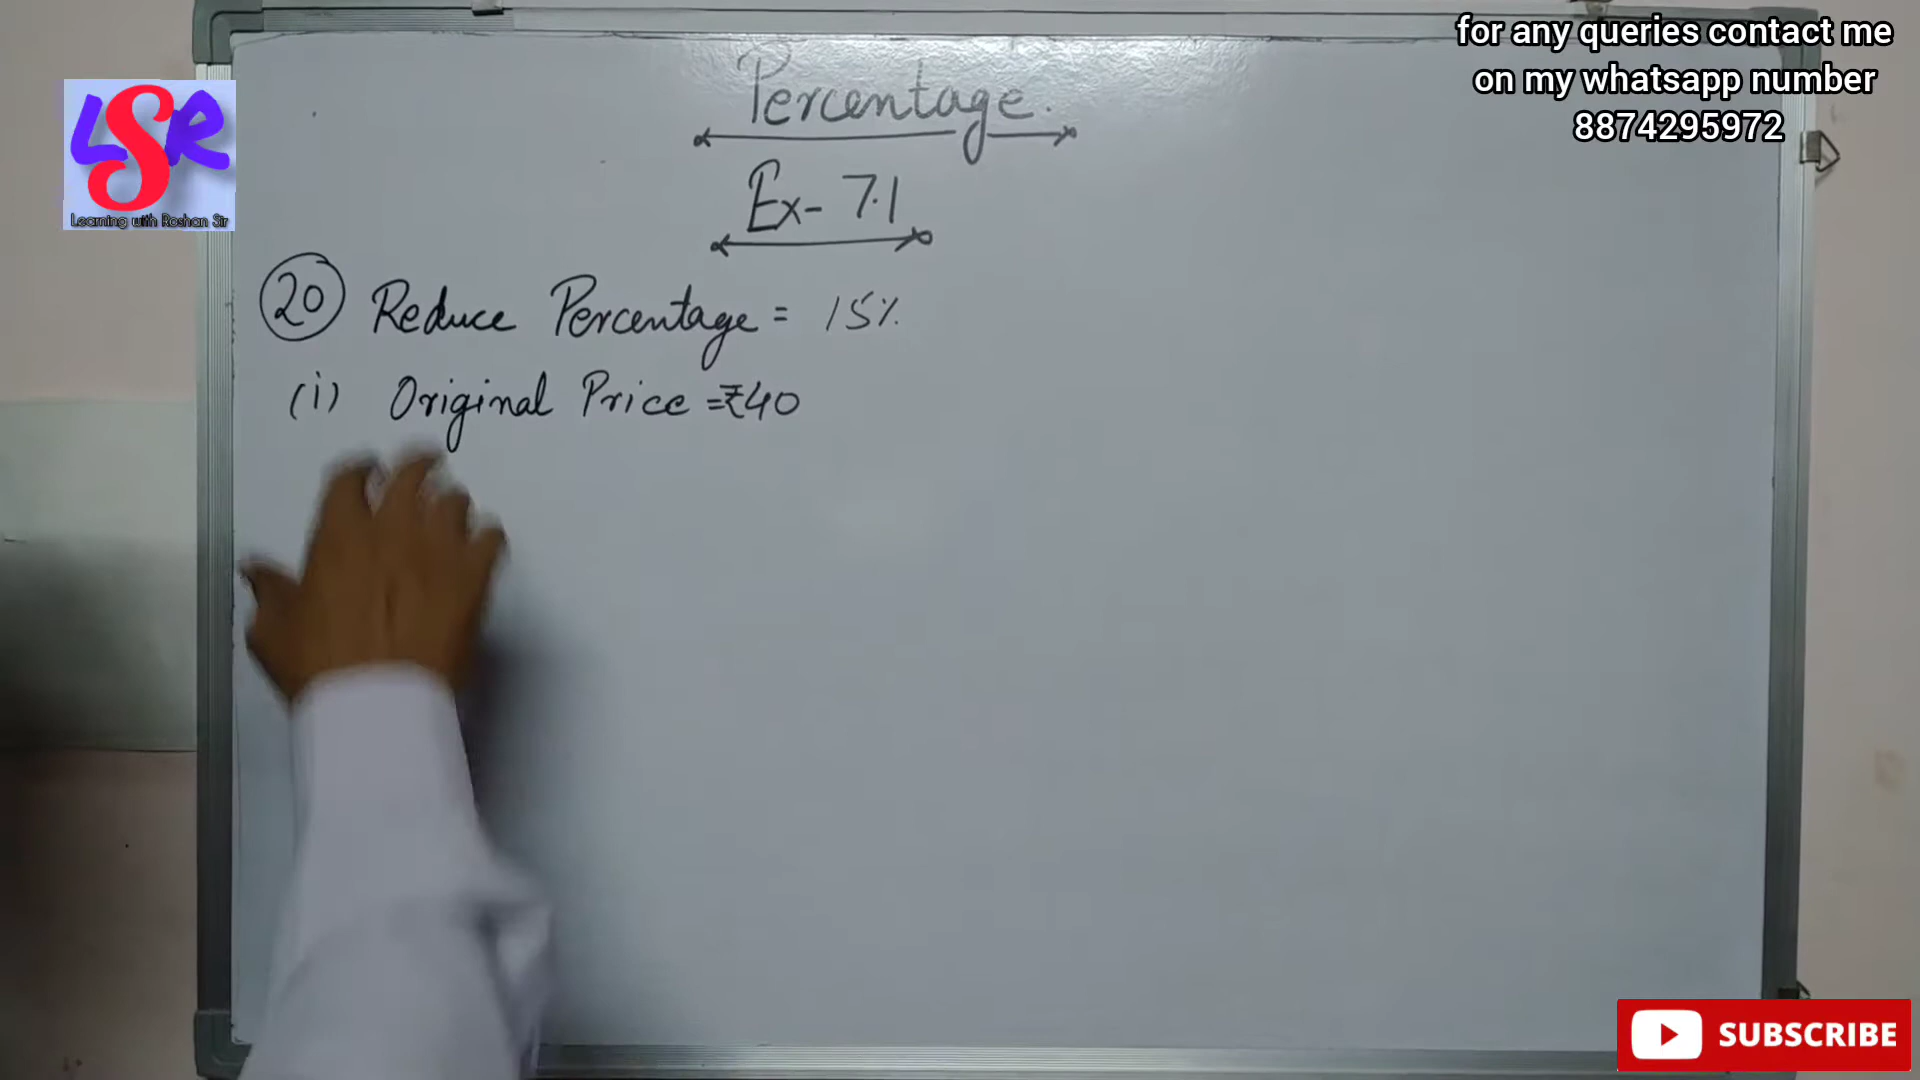 for any queries contact me
on my whatsapp number
8874295972
LSR
Learning with Roshan Sir
Percentage.
Ex- 7.1
20 Reduce Percentage = 15%
(i) Original Price =₹40
SUBSCRIBE